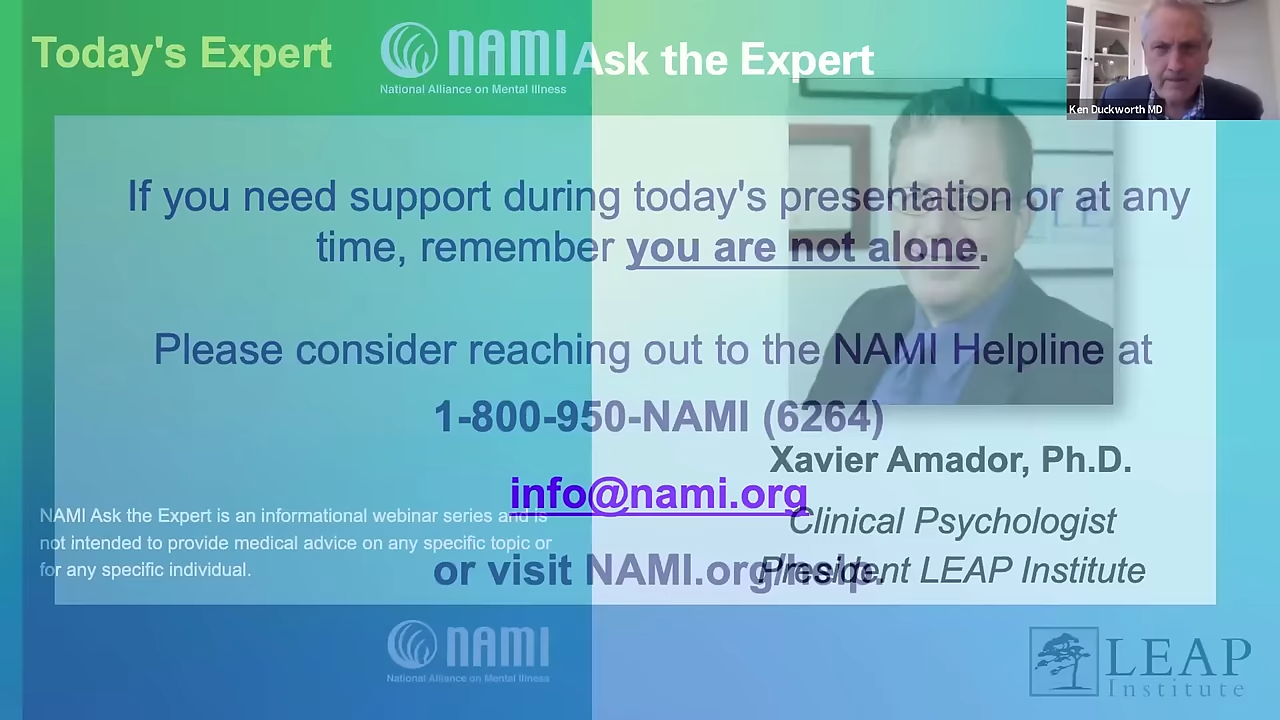 Today's Expert
NAMI
National Alliance on Mental Illness
Ask the Expert
Ken Duckworth MD
If you need support during today's presentation or at any
time, remember you are not alone.
Please consider reaching out to the NAMI Helpline at
1-800-950-NAMI (6264)
info@nami.org
or visit NAMI.org/help.
Xavier Amador, Ph.D.
Clinical Psychologist
President LEAP Institute
NAMI Ask the Expert is an informational webinar series and is
not intended to provide medical advice on any specific topic or
for any specific individual.
NAMI
National Alliance on Mental Illness
LEAP
Institute